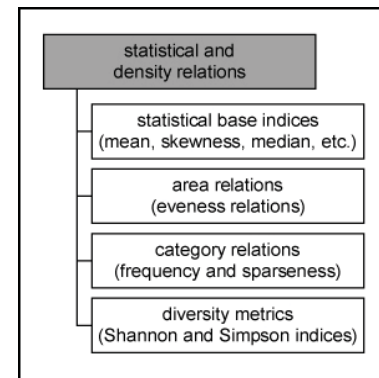 statistical and
density relations
statistical base indices
(mean, skewness, median, etc.)
area relations
(eveness relations)
category relations
(frequency and sparseness)
diversity metrics
(Shannon and Simpson indices)